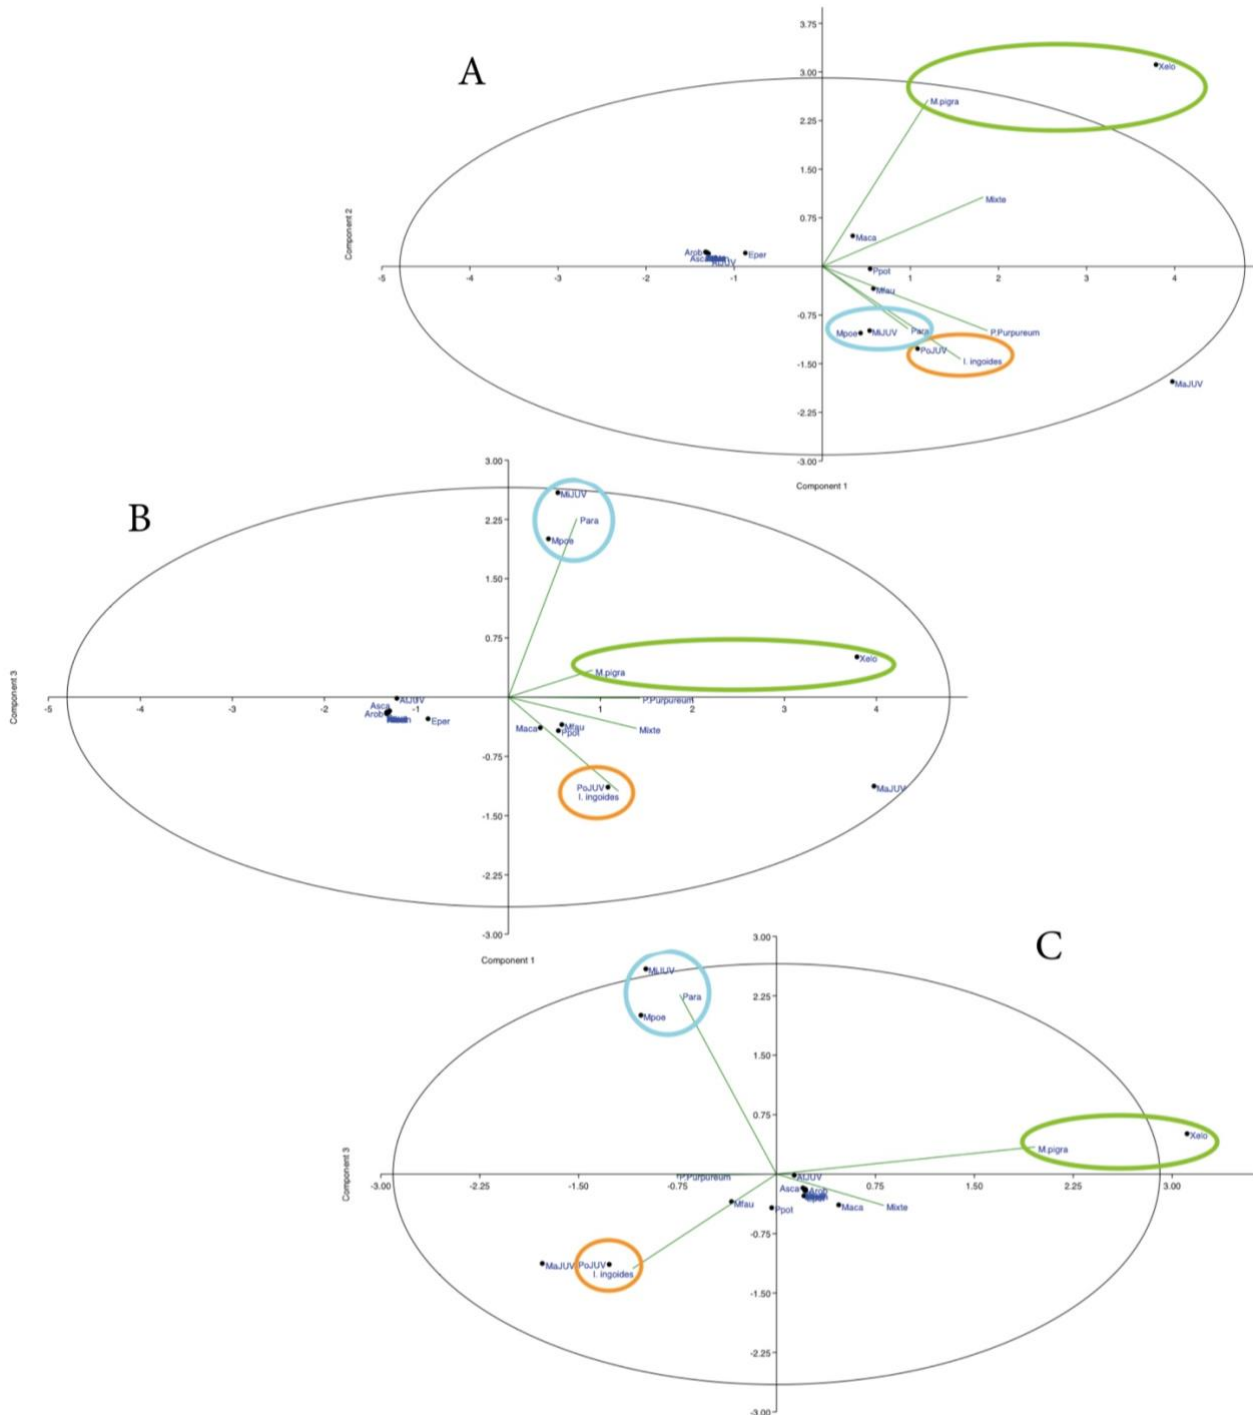 A
3.75
3.00
Xelo
M.pigra
2.25
1.50
Mixte
0.75
Component 2
Maca
Arob
Eper
Asca
AlJUV
Ppol
-5
-4
-3
-2
-1
1
2
3
4
Mfau
-0.75
Mpoe
MiJUV
Para
P.Purpureum
PoJUV
-1.50
I. ingoides
MaJUV
-2.25
-3.00
Component 1
B
3.00
MiJUV
2.25
Para
Mpoe
1.50
0.75
Xelo
M.pigra
Component 3
-5
-4
-3
-2
-1
1
2
3
4
AlJUV
P.Purpureum
Asca
Arob
Eper
Maca
Mfau
Ppol
Mixte
-0.75
PoJUV
I. ingoides
MaJUV
-1.50
-2.25
-3.00
Component 1
C
3.00
MiJUV
Para
2.25
Mpoe
1.50
0.75
Xelo
M.pigra
Component 3
-3.00
-2.25
-1.50
-0.75
0.75
1.50
2.25
3.00
P.Purpureum
AlJUV
Asca
Arob
Mfau
Ppol
Maca
Mixte
-0.75
MaJUV
PoJUV
I. ingoides
-1.50
-2.25
-3.00